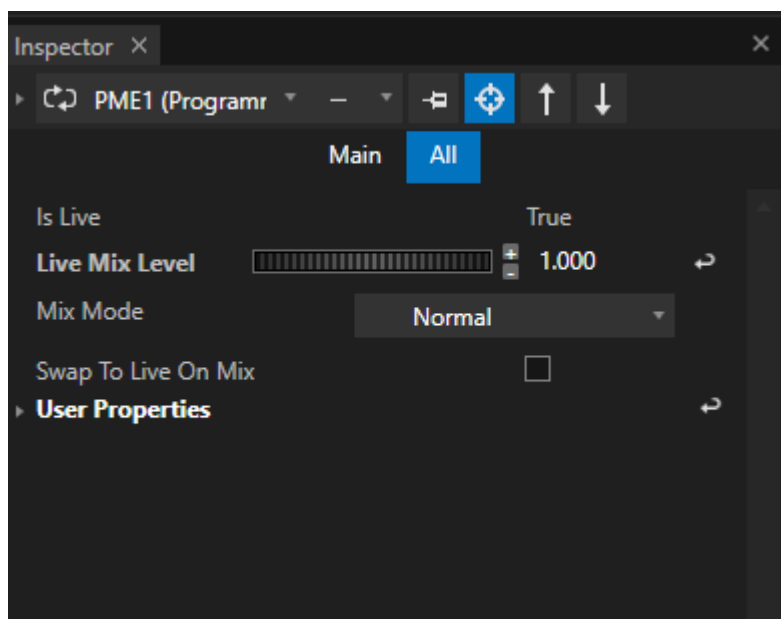 Inspector
PME1 (Programr
Main All
Is Live True
Live Mix Level + - 1.000
Mix Mode Normal
Swap To Live On Mix
User Properties